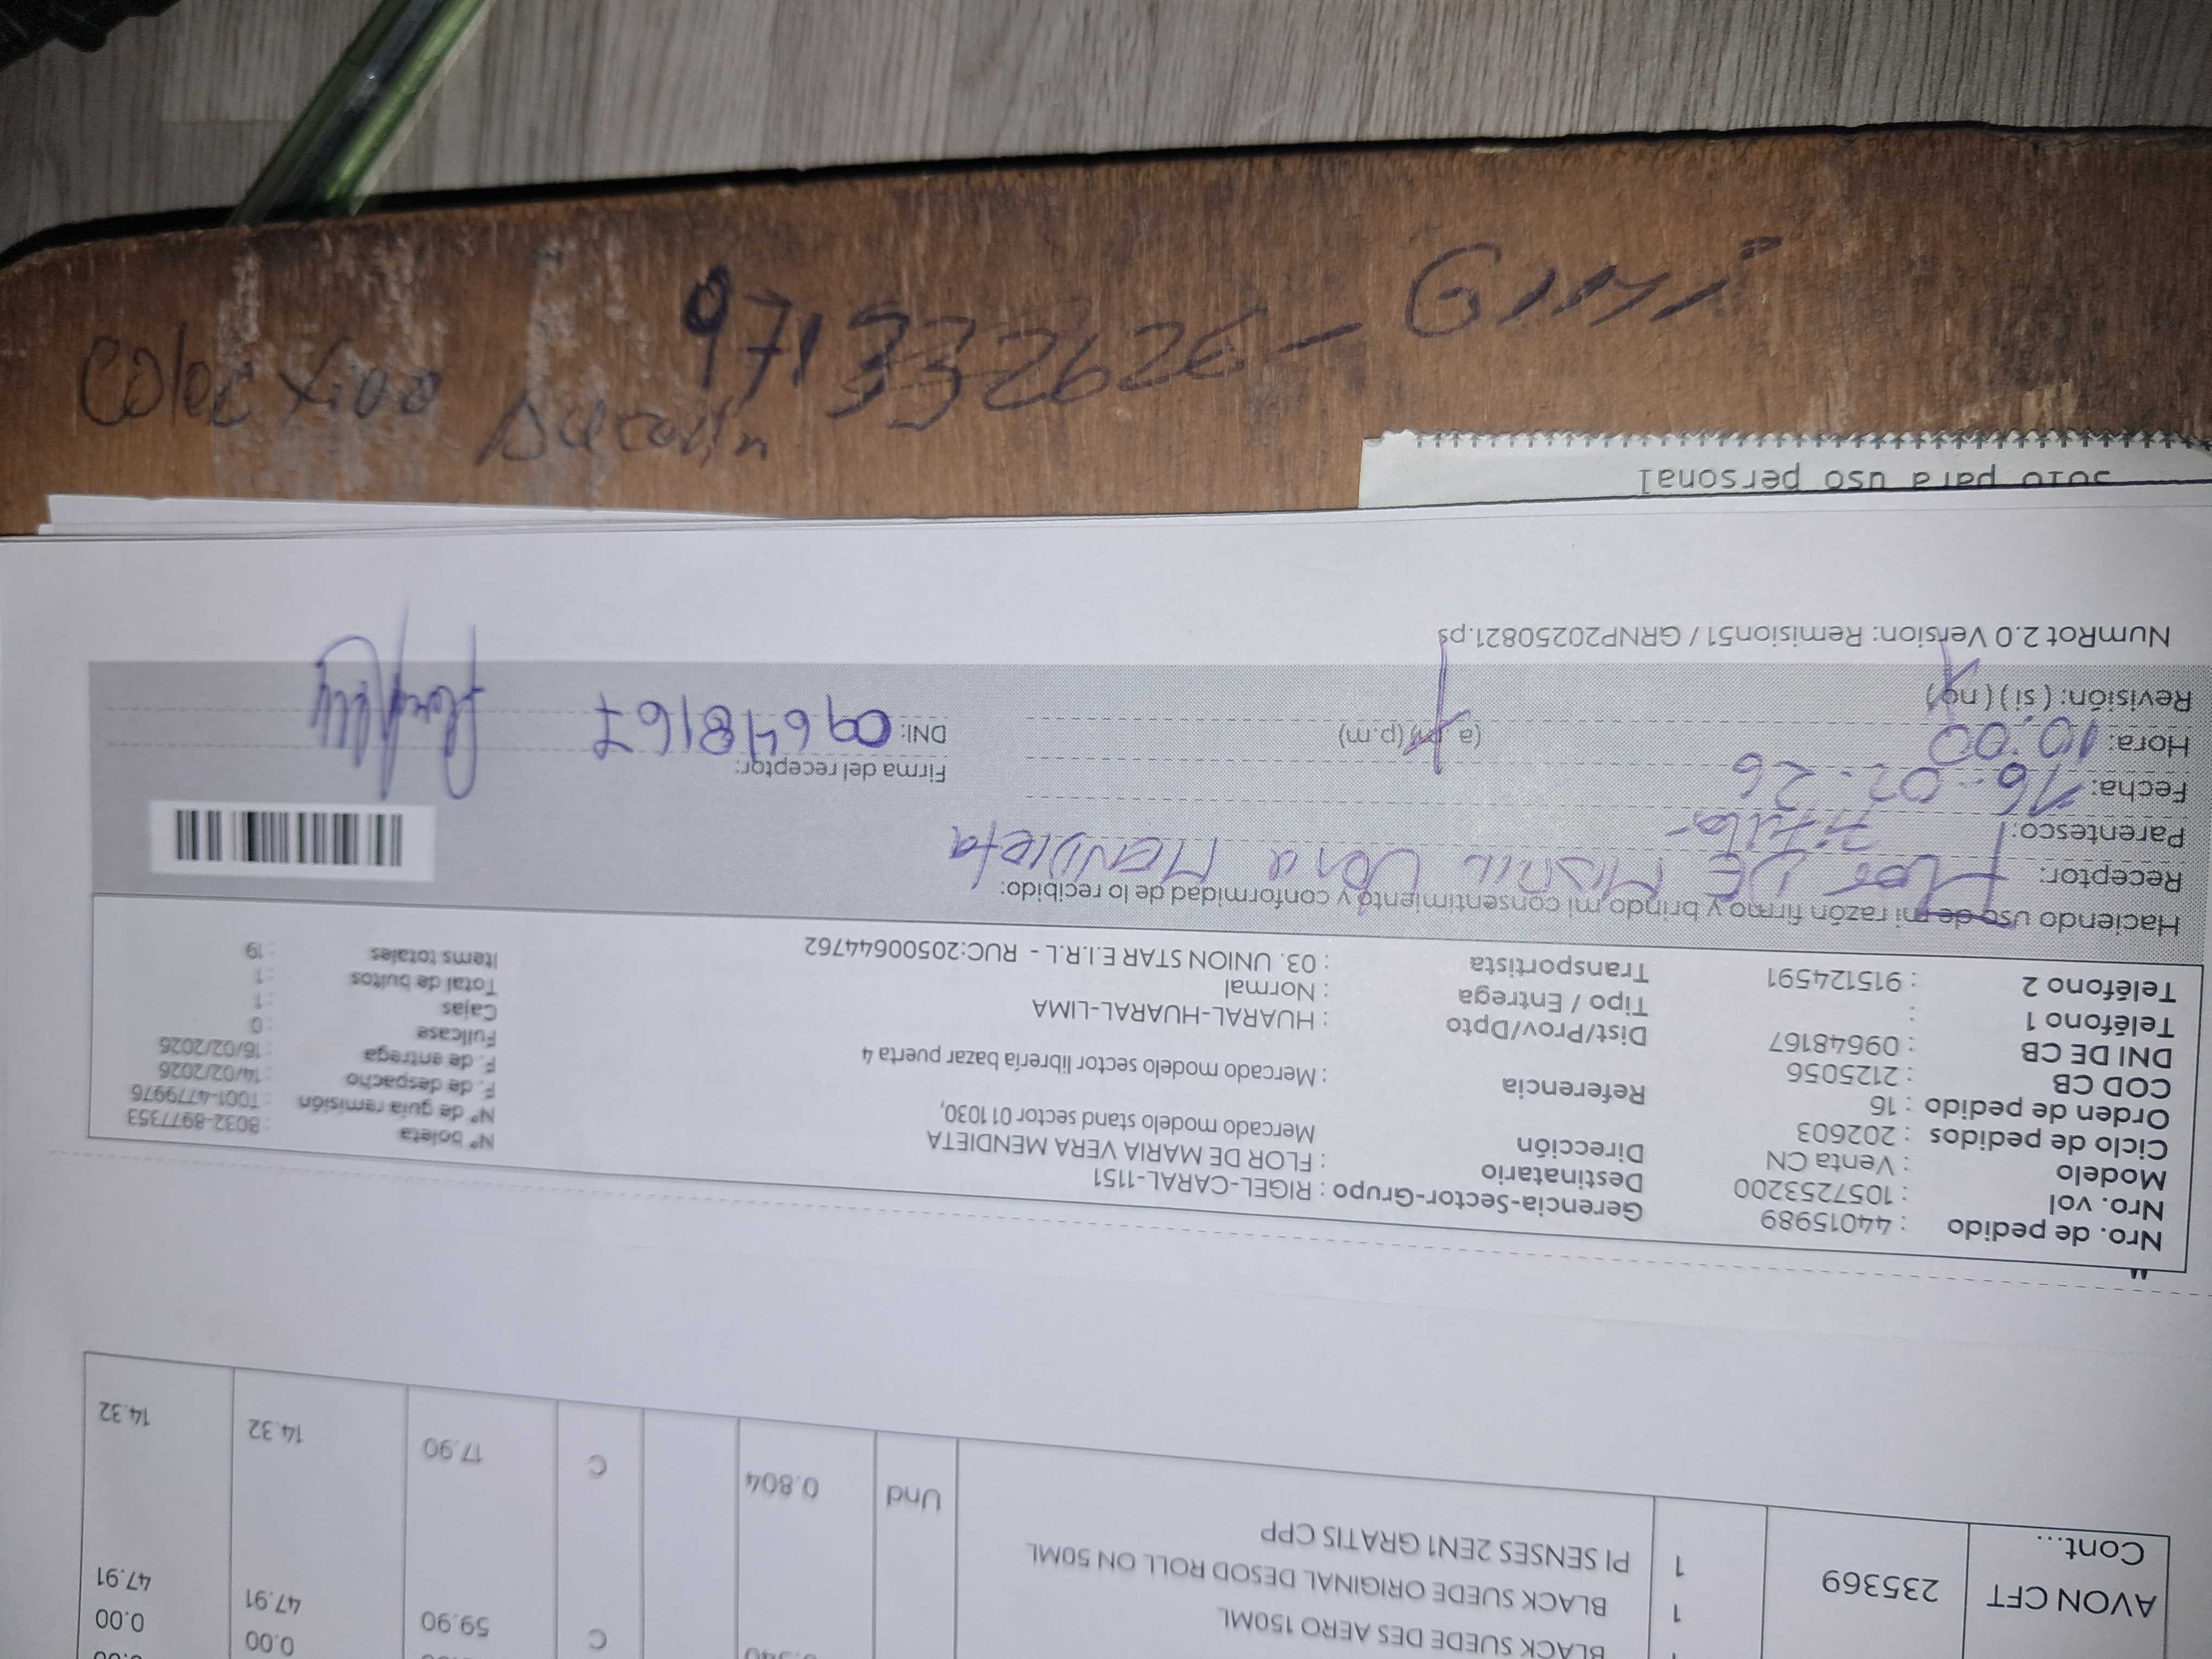 AVON CFT
Cont...
235369
1
1
BLACK SUEDE DES AERO 150ML
BLACK SUEDE ORIGINAL DESOD ROLL ON 50ML
PI SENSES 2EN1 GRATIS CPP
Und
0.804
C
C
59.90
17.90
0.00
47.91
14.32
0.00
47.91
14.32
Nro. de pedido : 44015989
Nro. vol : 1057253200
Modelo : Venta CN
Ciclo de pedidos : 202603
Orden de pedido : 16
COD CB : 2125056
DNI DE CB : 09648167
Teléfono 1 :
Teléfono 2 : 915124591
Gerencia-Sector-Grupo : RIGEL-CARAL-1151
Destinatario : FLOR DE MARIA VERA MENDIETA
Dirección Mercado modelo stand sector 011030,
Referencia : Mercado modelo sector librería bazar puerta 4
Dist/Prov/Dpto : HUARAL-HUARAL-LIMA
Tipo / Entrega : Normal
Transportista : 03. UNION STAR E.I.R.L - RUC:20500644762
Nº boleta : B032-8977353
Nº de guía remisión : T001-4779976
F. de despacho : 14/02/2026
F. de entrega : 16/02/2026
Fullcase : 0
Cajas : 1
Total de bultos : 1
Items totales : 19
Haciendo uso de mi razón firmo y brindo mi consentimiento y conformidad de lo recibido:
Receptor: Flor DE MARIA Vera MENDIETA
Parentesco: Titular
Fecha: 16-02-26
Hora: 10:00 (a.m) (p.m)
Revisión: ( si ) ( no )
Firma del receptor:
DNI: 09648167
NumRot 2.0 Version: Remision51 / GRNP20250821.ps
Solo para uso personal